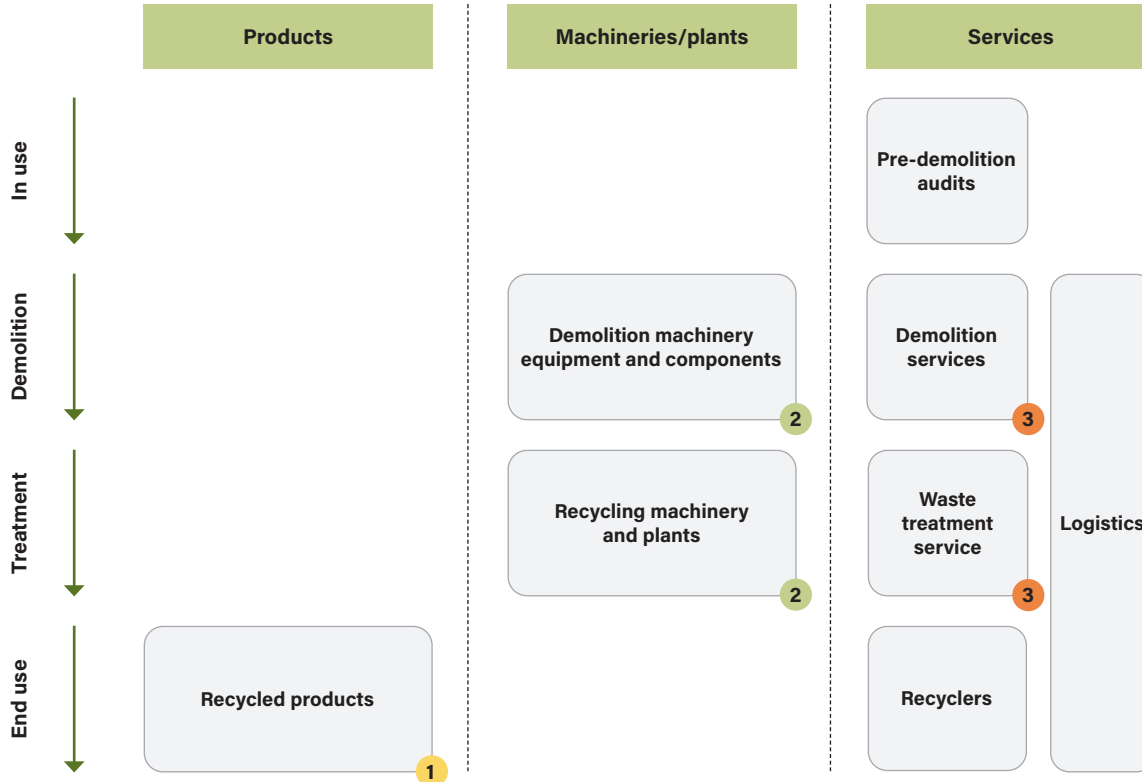 Products
Machineries/plants
Services
In use
Pre-demolition
audits
Demolition
Demolition machinery
equipment and components
2
Demolition
services
3
Logistics
Treatment
Recycling machinery
and plants
2
Waste
treatment
service
3
End use
Recycled products
1
Recyclers